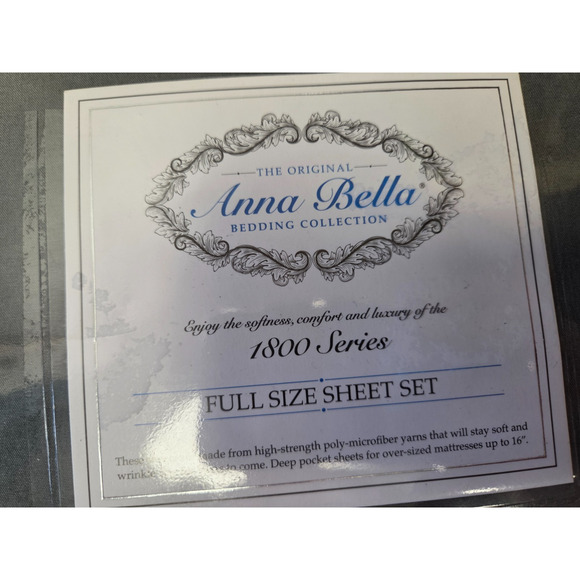 THE ORIGINAL
Anna Bella®
BEDDING COLLECTION
Enjoy the softness, comfort and luxury of the
1800 Series
FULL SIZE SHEET SET
These made from high-strength poly-microfiber yarns that will stay soft and
wrinkle to come. Deep pocket sheets for over-sized mattresses up to 16".